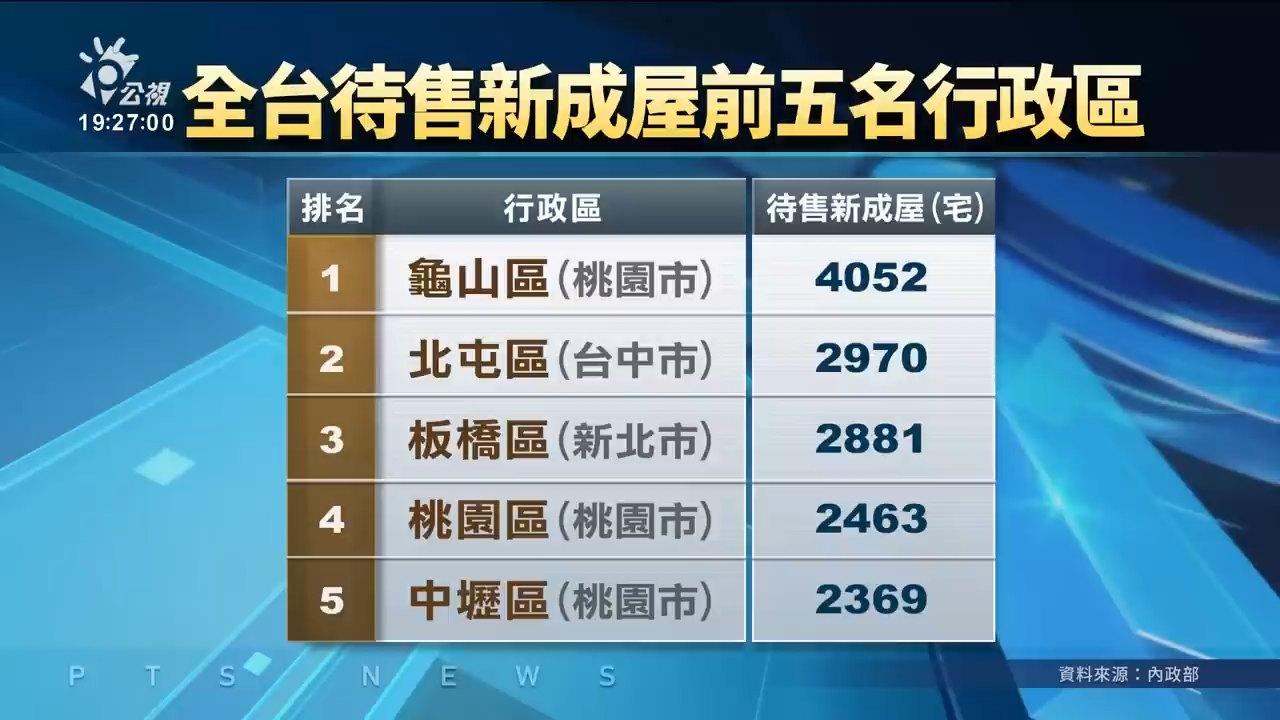 公視
19:27:00
全台待售新成屋前五名行政區
排名 行政區 待售新成屋(宅)
1 龜山區(桃園市) 4052
2 北屯區(台中市) 2970
3 板橋區(新北市) 2881
4 桃園區(桃園市) 2463
5 中壢區(桃園市) 2369
PTS NEWS
資料來源：內政部